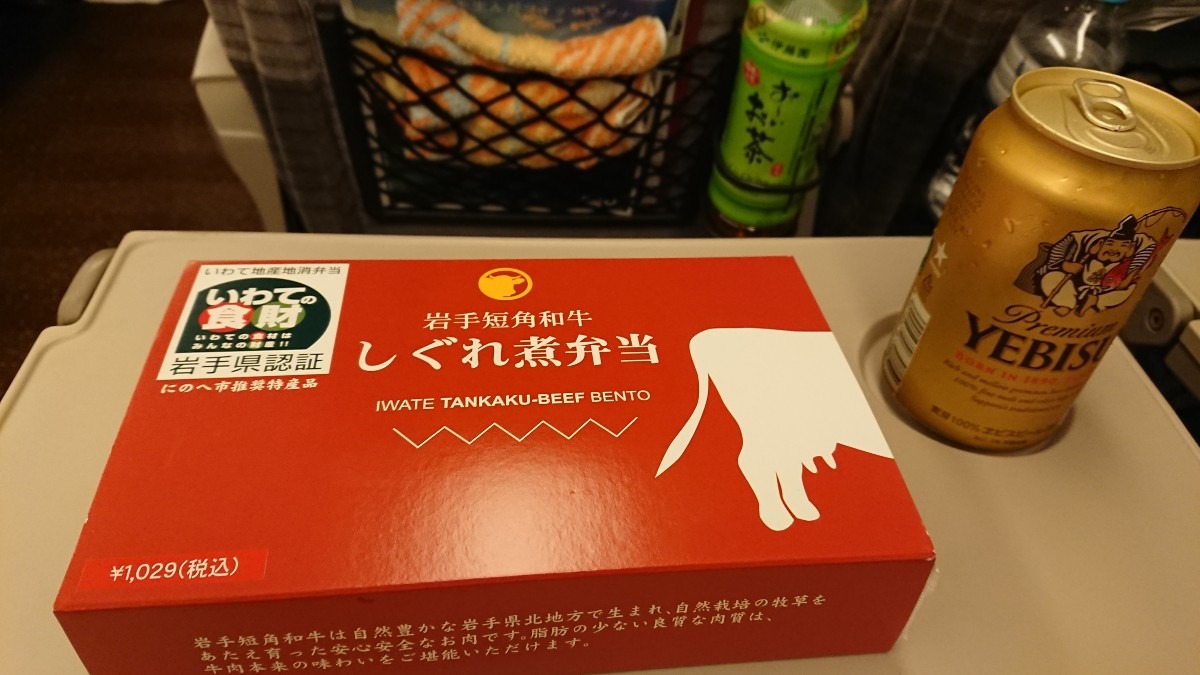 いわて地産地消弁当
いわての
食財
いわての食材は
みんなの財産!!
岩手県認証
にのへ市推奨特産品
岩手短角和牛
しぐれ煮弁当
IWATE TANKAKU-BEEF BENTO
¥1,029(税込)
岩手短角和牛は自然豊かな岩手県北地方で生まれ、自然栽培の牧草を
あたえ育った安心安全なお肉です。脂肪の少ない良質な肉質は、
牛肉本来の味わいをご堪能いただけます。
伊藤園
お〜い
お茶
Premium
YEBISU
BORN IN 1890